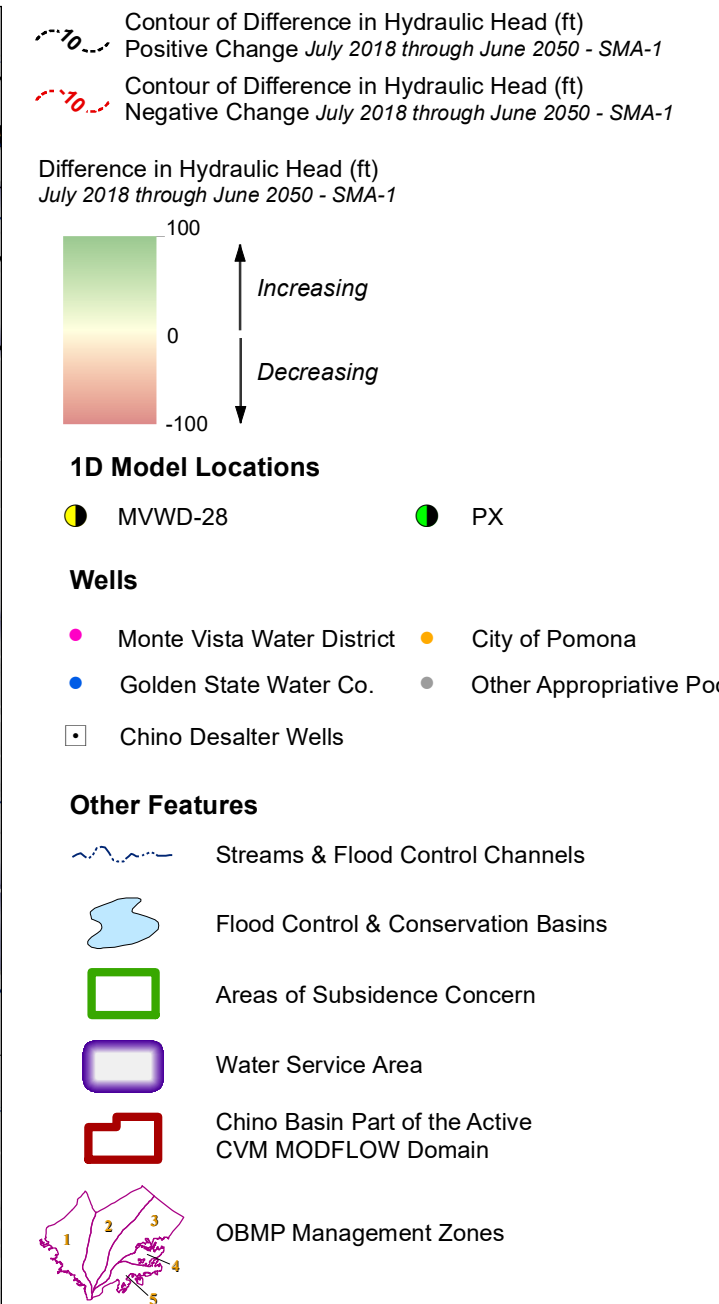 10
Contour of Difference in Hydraulic Head (ft)
Positive Change July 2018 through June 2050 - SMA-1
10
Contour of Difference in Hydraulic Head (ft)
Negative Change July 2018 through June 2050 - SMA-1
Difference in Hydraulic Head (ft)
July 2018 through June 2050 - SMA-1
100
Increasing
0
Decreasing
-100
1D Model Locations
MVWD-28 PX
Wells
Monte Vista Water District City of Pomona
Golden State Water Co. Other Appropriative
Chino Desalter Wells
Other Features
Streams & Flood Control Channels
Flood Control & Conservation Basins
Areas of Subsidence Concern
Water Service Area
Chino Basin Part of the Active
CVM MODFLOW Domain
OBMP Management Zones
1 2 3
4
5